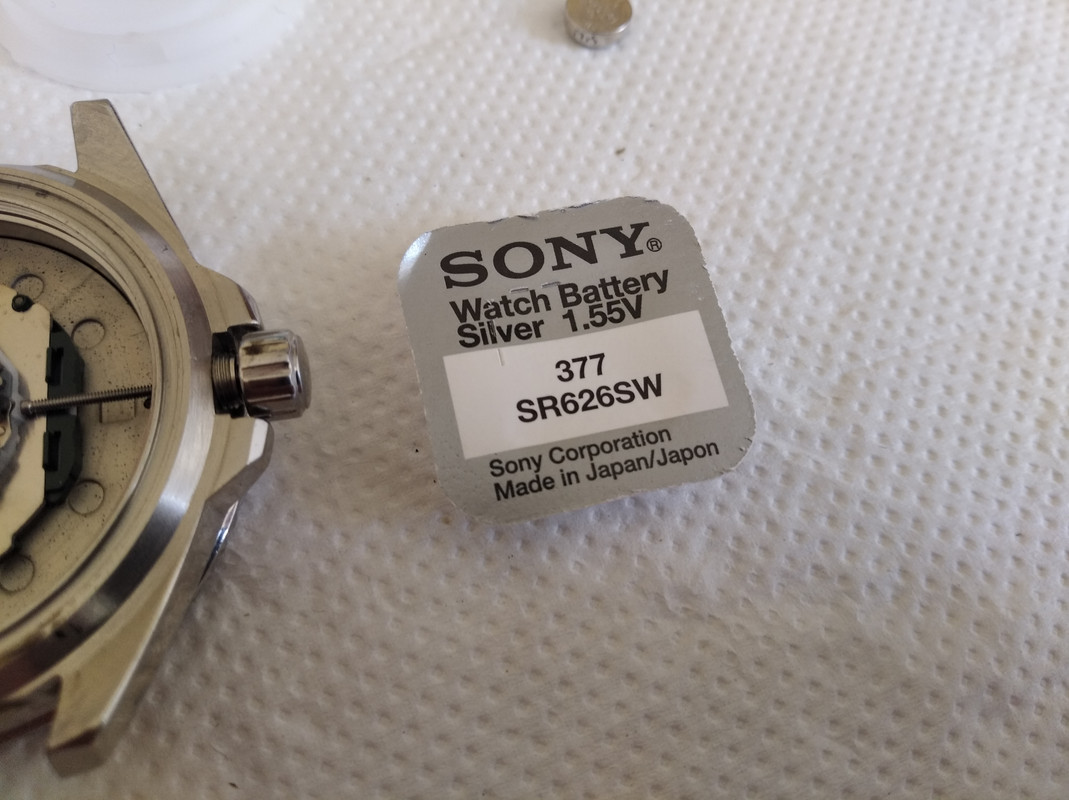 SONY®
Watch Battery
Silver 1.55V
377
SR626SW
Sony Corporation
Made in Japan/Japon